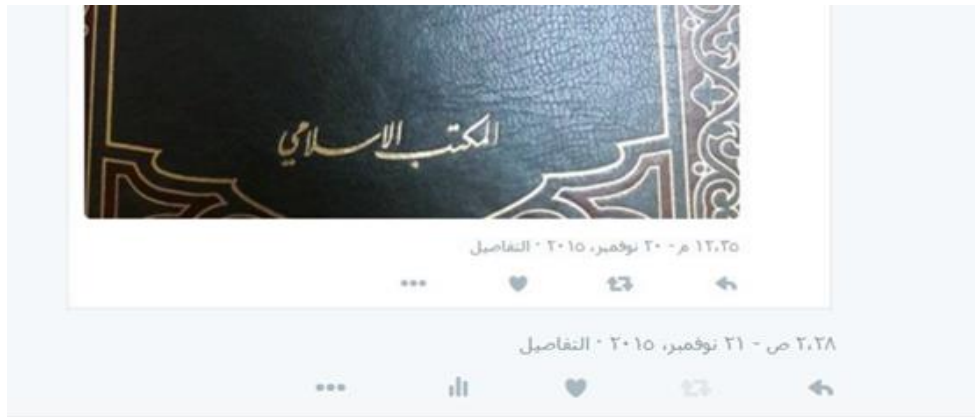 المكتب الاسلامي
١٢،٢٥ م - ٢٠ نوفمبر، ٢٠١٥ · التفاصيل
٢،٢٨ ص - ٢١ نوفمبر، ٢٠١٥ · التفاصيل